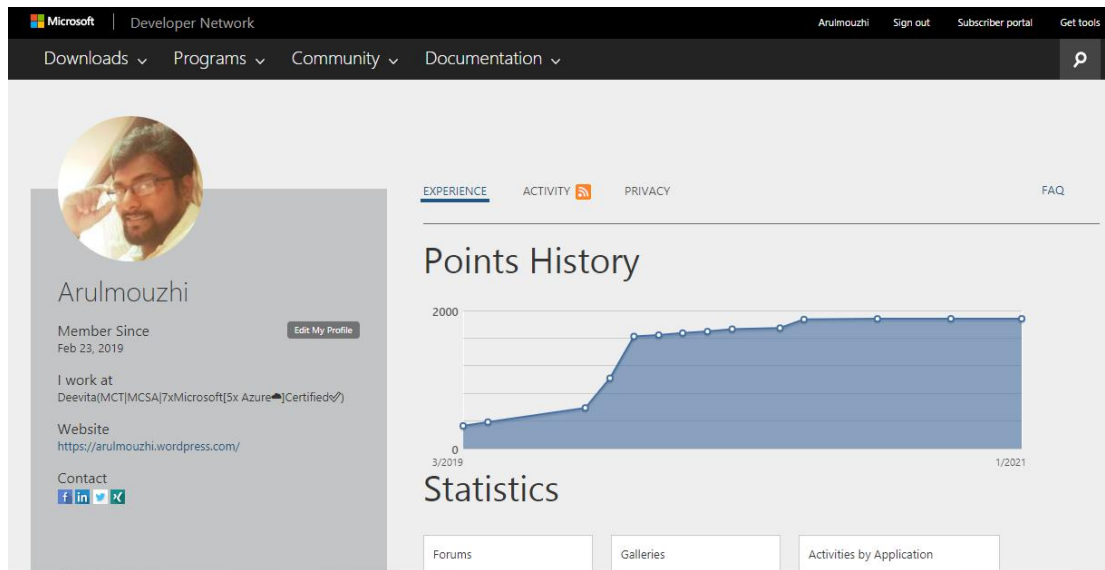 Microsoft Developer Network
Arulmouzhi Sign out Subscriber portal Get tools
Downloads Programs Community Documentation
EXPERIENCE ACTIVITY PRIVACY FAQ
Arulmouzhi
Member Since
Feb 23, 2019
Edit My Profile
I work at
Deevita(MCT|MCSA|7xMicrosoft[5x Azure☁]Certified✅)
Website
https://arulmouzhi.wordpress.com/
Contact
Points History
2000
0
3/2019 1/2021
Statistics
Forums Galleries Activities by Application